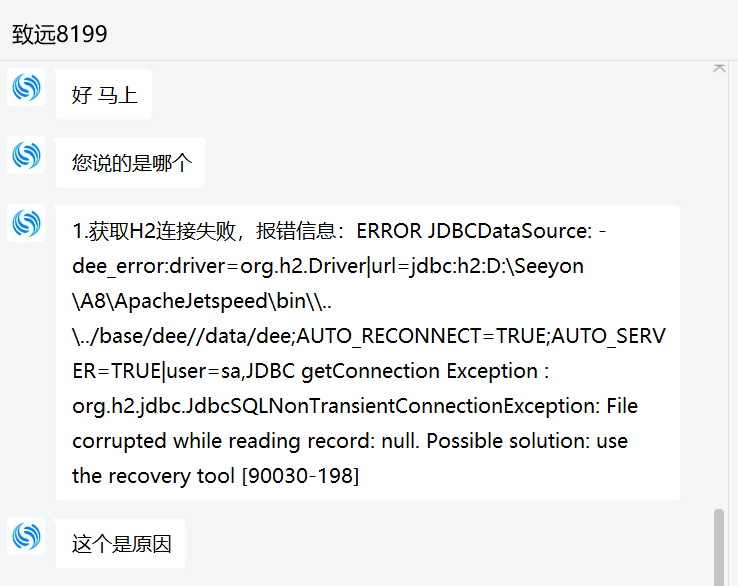 致远8199
好 马上
您说的是哪个
1.获取H2连接失败，报错信息：ERROR JDBCDataSource: -
dee_error:driver=org.h2.Driver|url=jdbc:h2:D:\Seeyon
\A8\ApacheJetspeed\bin\\..
\../base/dee//data/dee;AUTO_RECONNECT=TRUE;AUTO_SERV
ER=TRUE|user=sa,JDBC getConnection Exception :
org.h2.jdbc.JdbcSQLNonTransientConnectionException: File
corrupted while reading record: null. Possible solution: use
the recovery tool [90030-198]
这个是原因